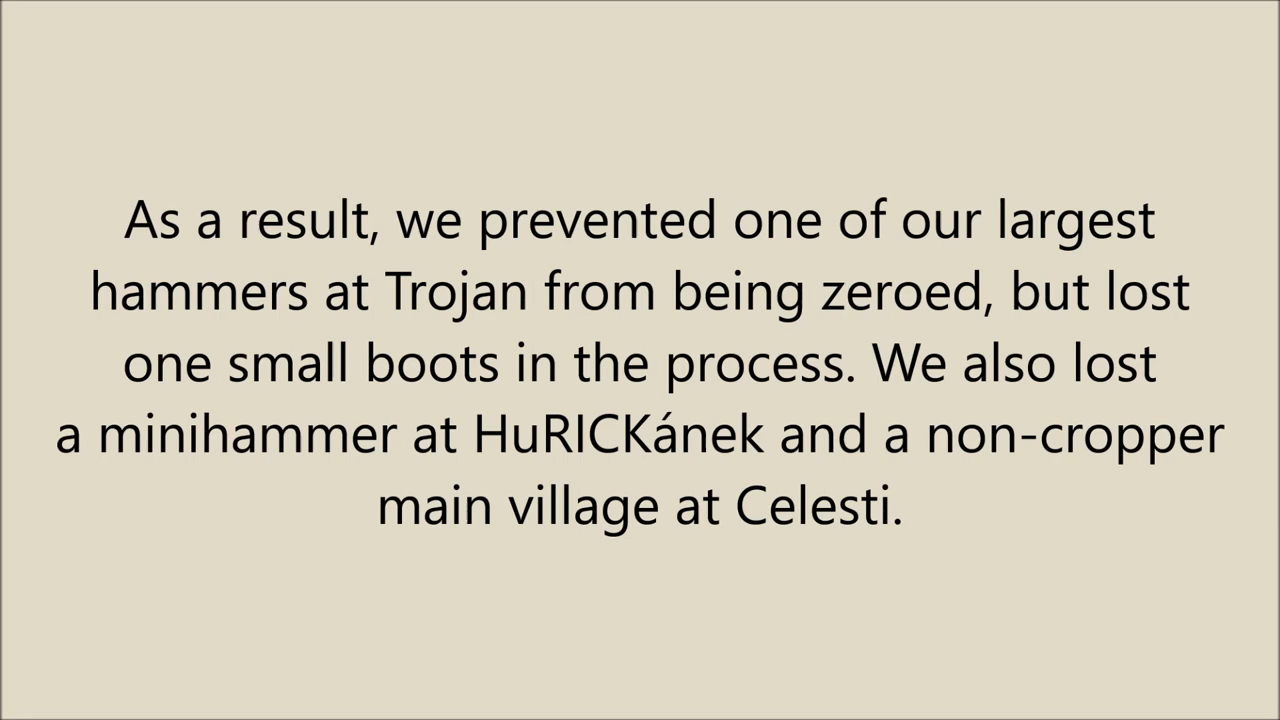 As a result, we prevented one of our largest
hammers at Trojan from being zeroed, but lost
one small boots in the process. We also lost
a minihammer at HuRICKánek and a non-cropper
main village at Celesti.